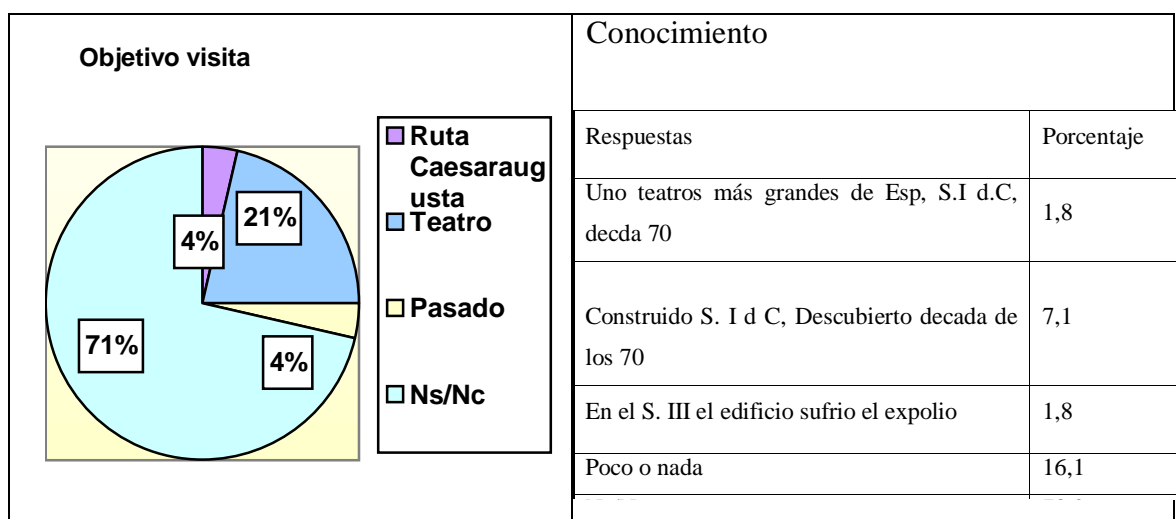 Objetivo visita
4%
21%
71%
4%
Ruta
Caesaraug
usta
Teatro
Pasado
Ns/Nc
Conocimiento
Respuestas Porcentaje
Uno teatros más grandes de Esp, S.I d.C,
decda 70 1,8
Construido S. I d C, Descubierto decada de
los 70 7,1
En el S. III el edificio sufrio el expolio 1,8
Poco o nada 16,1